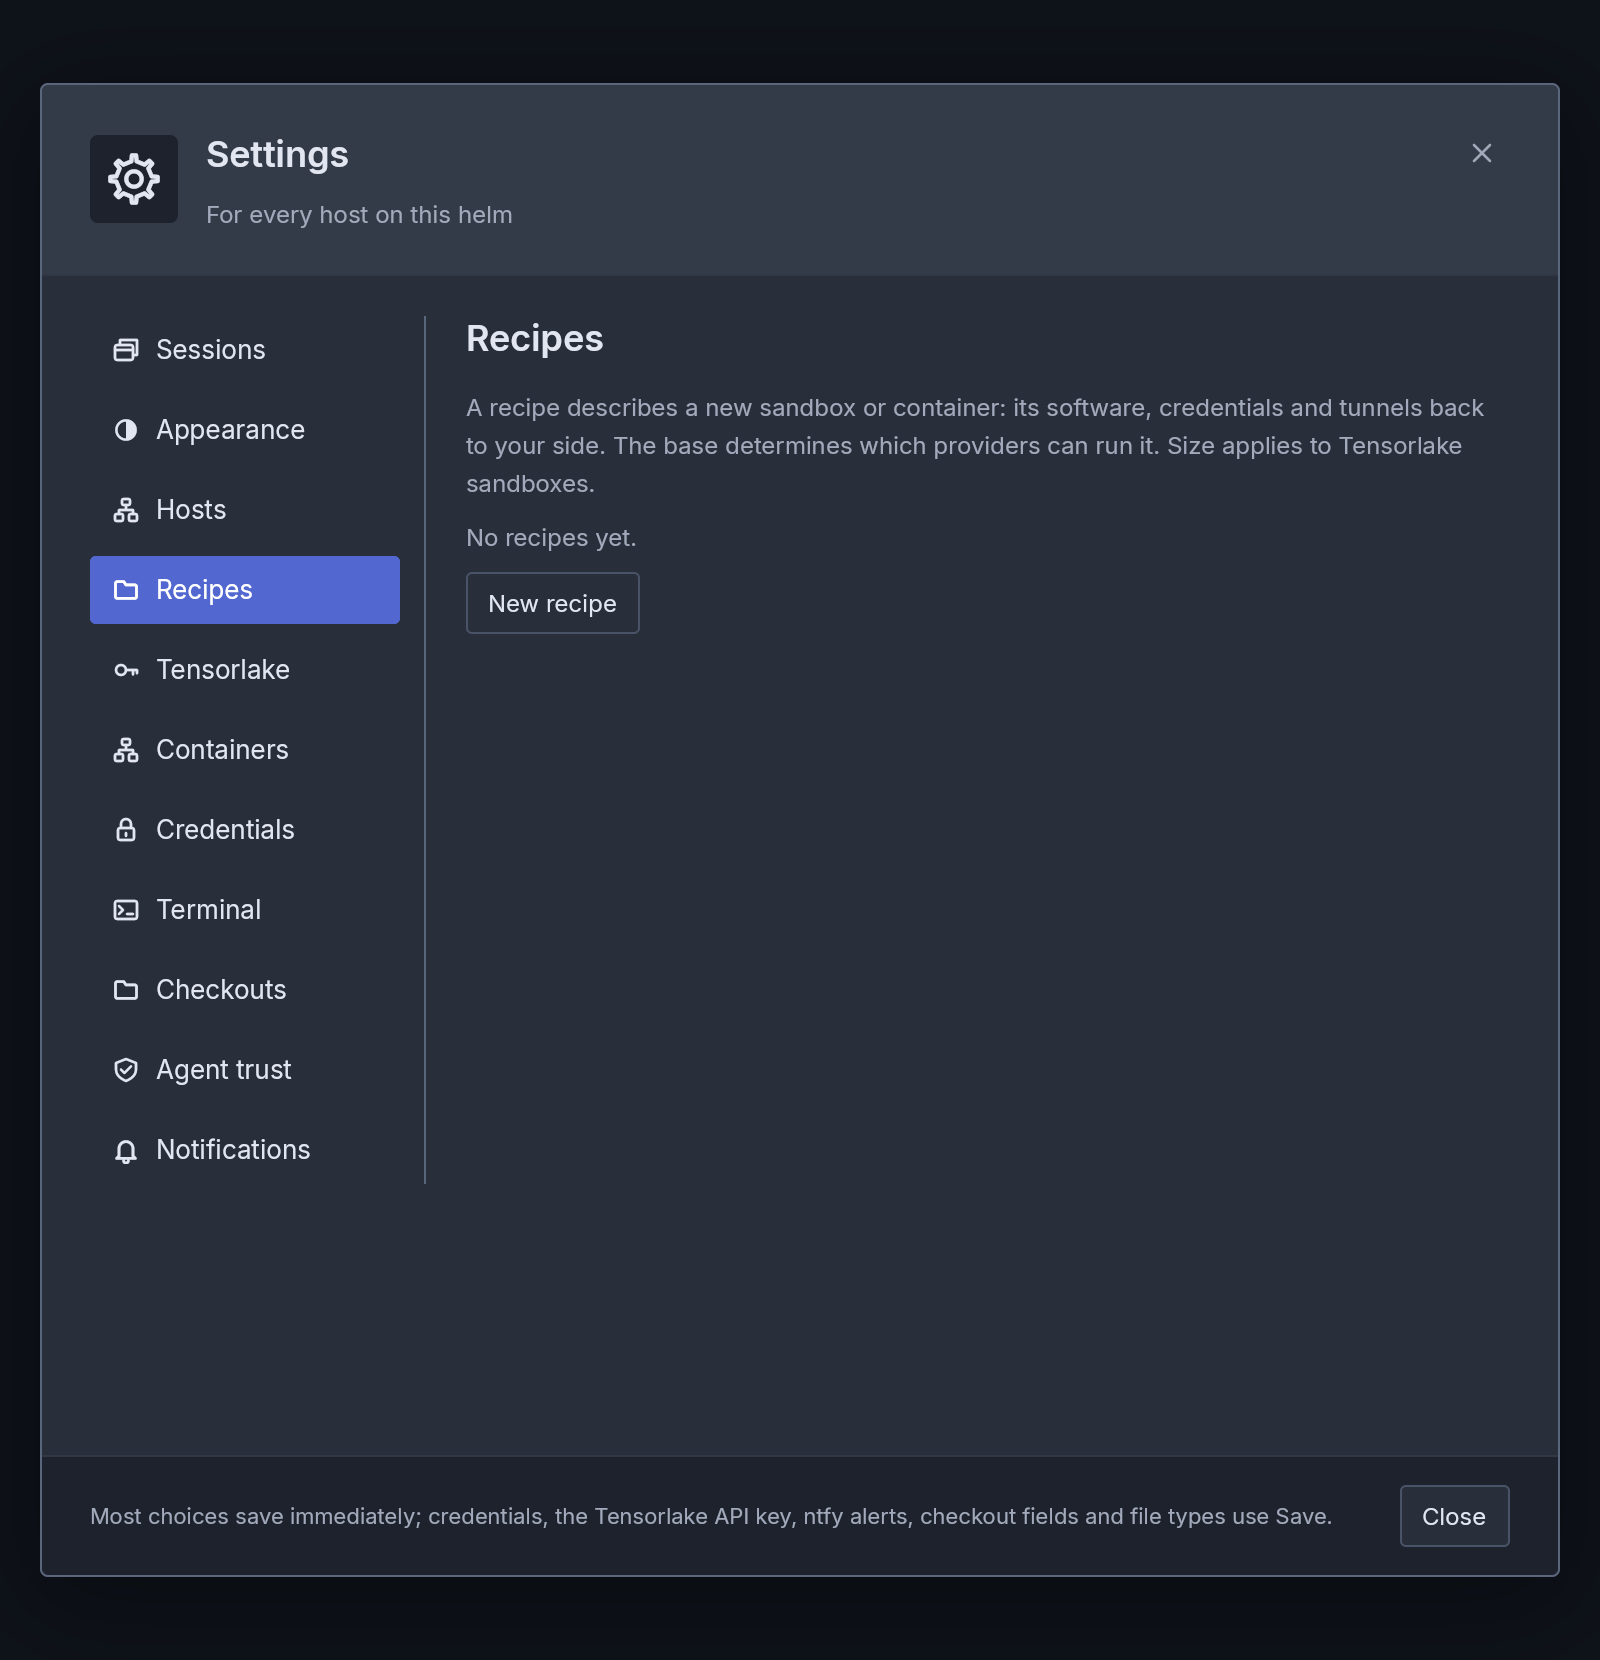 Settings
For every host on this helm
Sessions
Appearance
Hosts
Recipes
Tensorlake
Containers
Credentials
Terminal
Checkouts
Agent trust
Notifications
Recipes
A recipe describes a new sandbox or container: its software, credentials and tunnels back
to your side. The base determines which providers can run it. Size applies to Tensorlake
sandboxes.
No recipes yet.
New recipe
Most choices save immediately; credentials, the Tensorlake API key, ntfy alerts, checkout fields and file types use Save.
Close